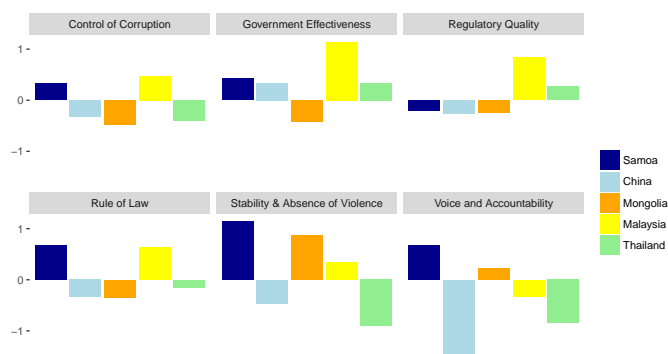 Control of Corruption
Government Effectiveness
Regulatory Quality
1
0
−1
Rule of Law
Stability & Absence of Violence
Voice and Accountability
1
0
−1
Samoa
China
Mongolia
Malaysia
Thailand